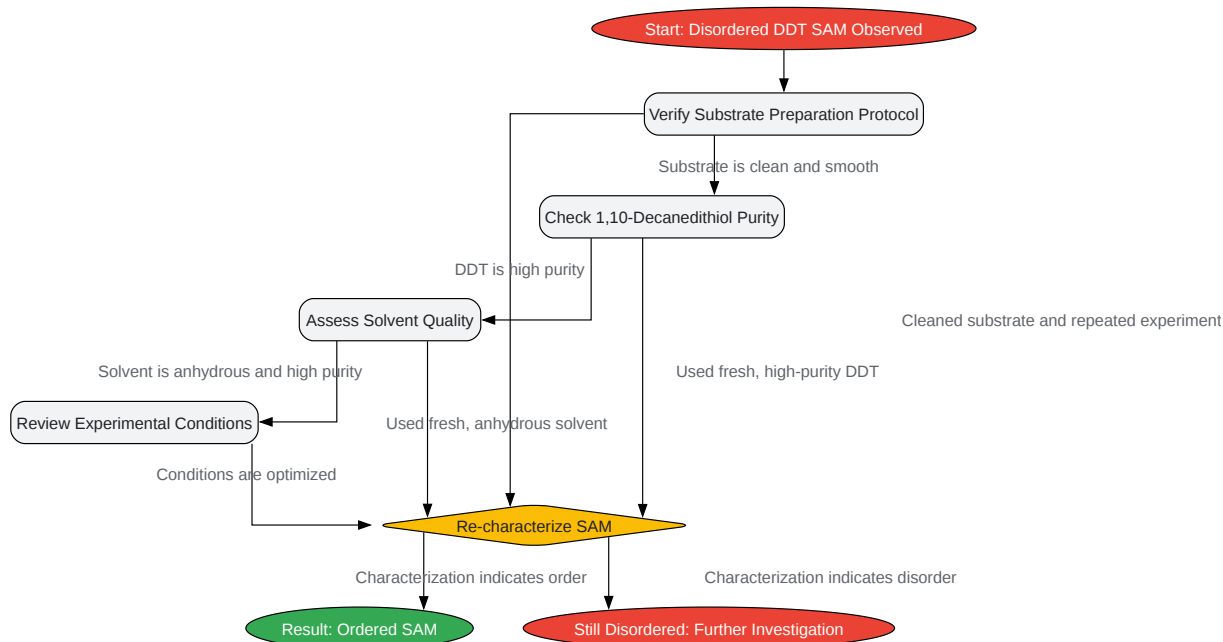 Start: Disordered DDT SAM Observed
Verify Substrate Preparation Protocol
Substrate is clean and smooth
Check 1,10-Decanedithiol Purity
DDT is high purity
Assess Solvent Quality
Cleaned substrate and repeated experiment
Solvent is anhydrous and high purity
Used fresh, high-purity DDT
Review Experimental Conditions
Used fresh, anhydrous solvent
Conditions are optimized
Re-characterize SAM
Characterization indicates order
Characterization indicates disorder
Result: Ordered SAM
Still Disordered: Further Investigation